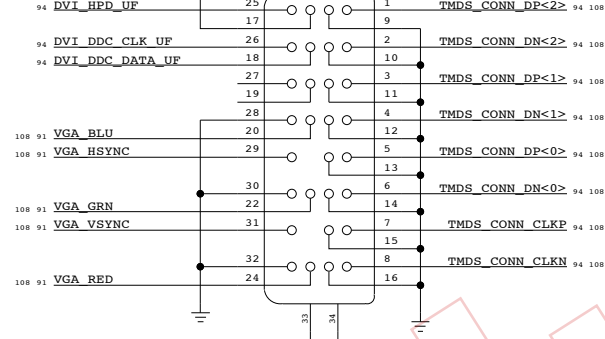 94 DVI_HPD_UF 25 1 TMDS_CONN_DP<2> 94 108
17 9
94 DVI_DDC_CLK_UF 26 2 TMDS_CONN_DN<2> 94 108
94 DVI_DDC_DATA_UF 18 10
27 3 TMDS_CONN_DP<1> 94 108
19 11
28 4 TMDS_CONN_DN<1> 94 108
108 91 VGA_BLU 20 12
108 91 VGA_HSYNC 29 5 TMDS_CONN_DP<0> 94 108
13
30 6 TMDS_CONN_DN<0> 94 108
108 91 VGA_GRN 22 14
108 91 VGA_VSYNC 31 7 TMDS_CONN_CLKP 94 108
15
32 8 TMDS_CONN_CLKN 94 108
108 91 VGA_RED 24 16
33 34